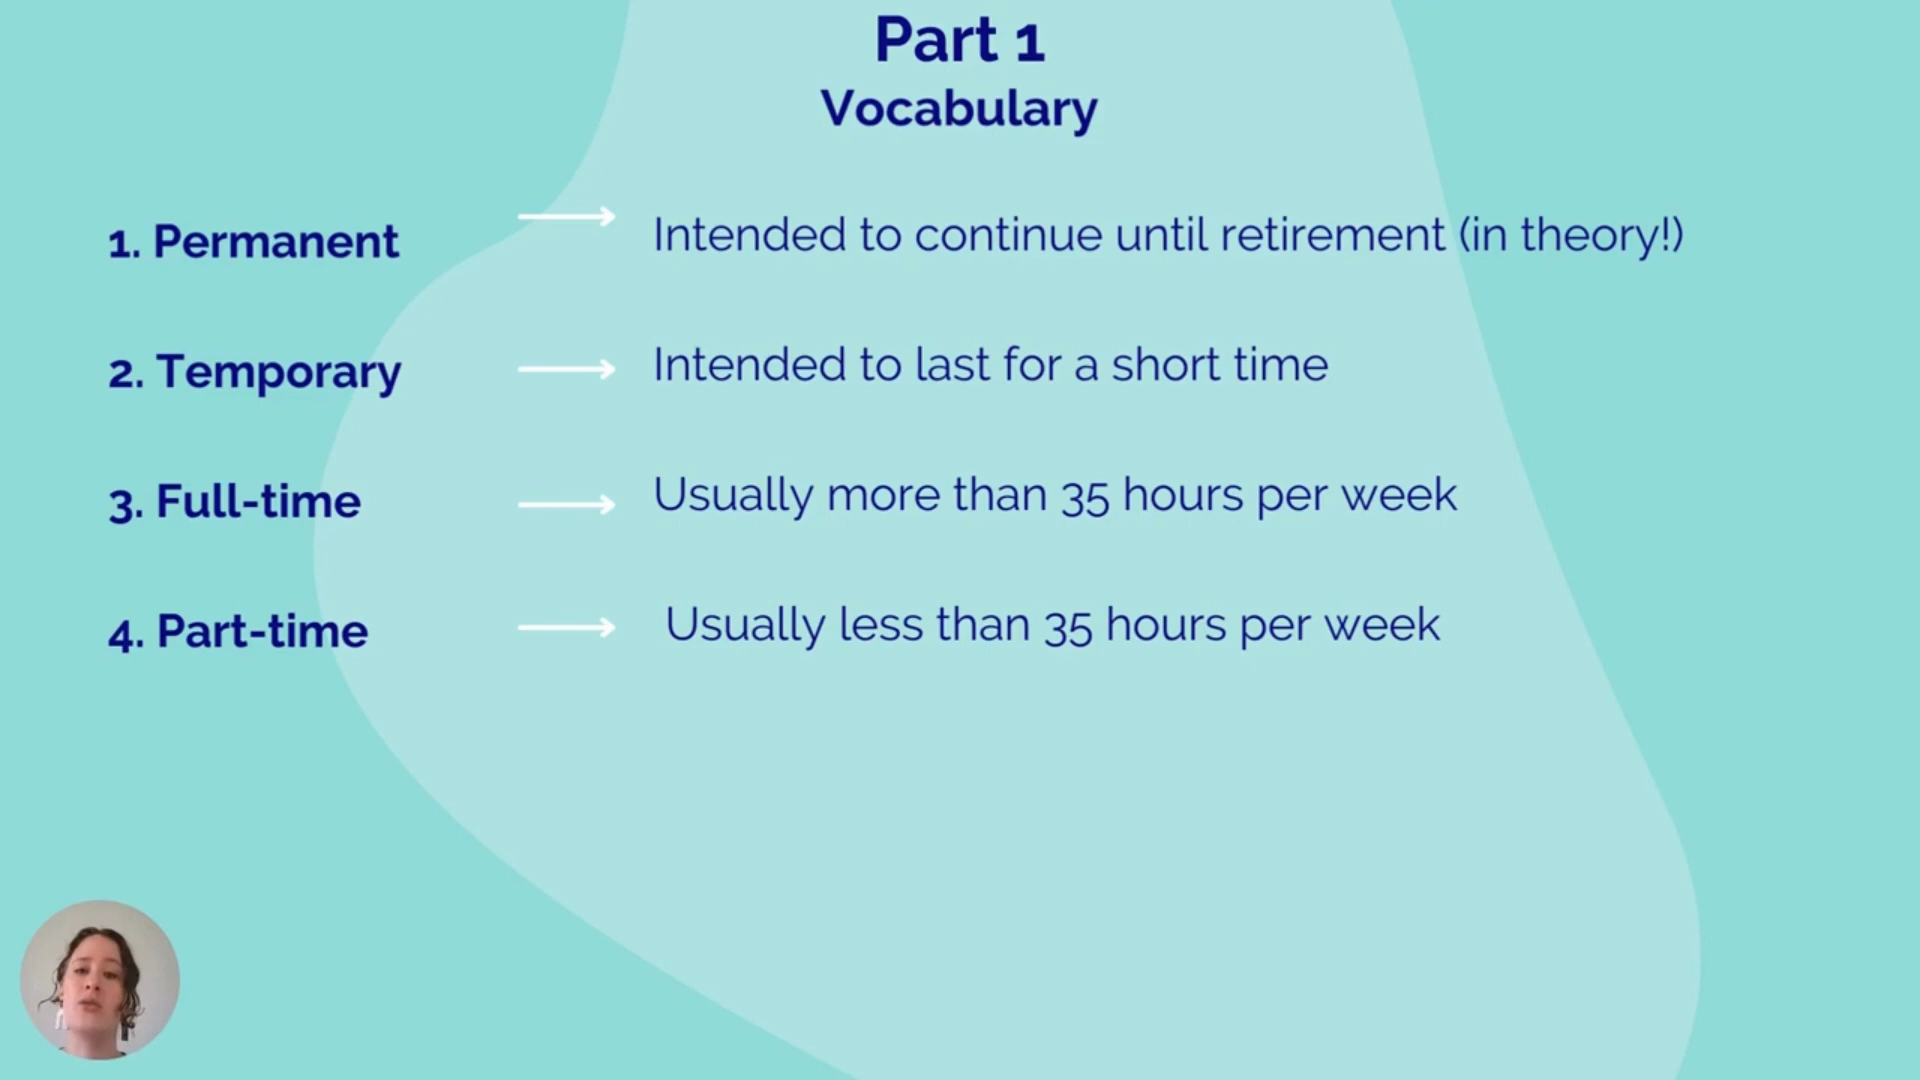 Part 1
Vocabulary
1. Permanent → Intended to continue until retirement (in theory!)
2. Temporary → Intended to last for a short time
3. Full-time → Usually more than 35 hours per week
4. Part-time → Usually less than 35 hours per week